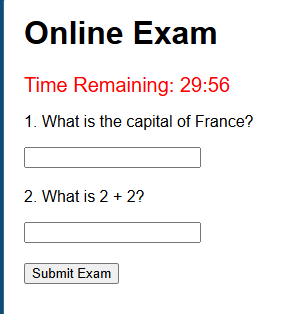 Online Exam
Time Remaining: 29:56
1. What is the capital of France?
2. What is 2 + 2?
Submit Exam